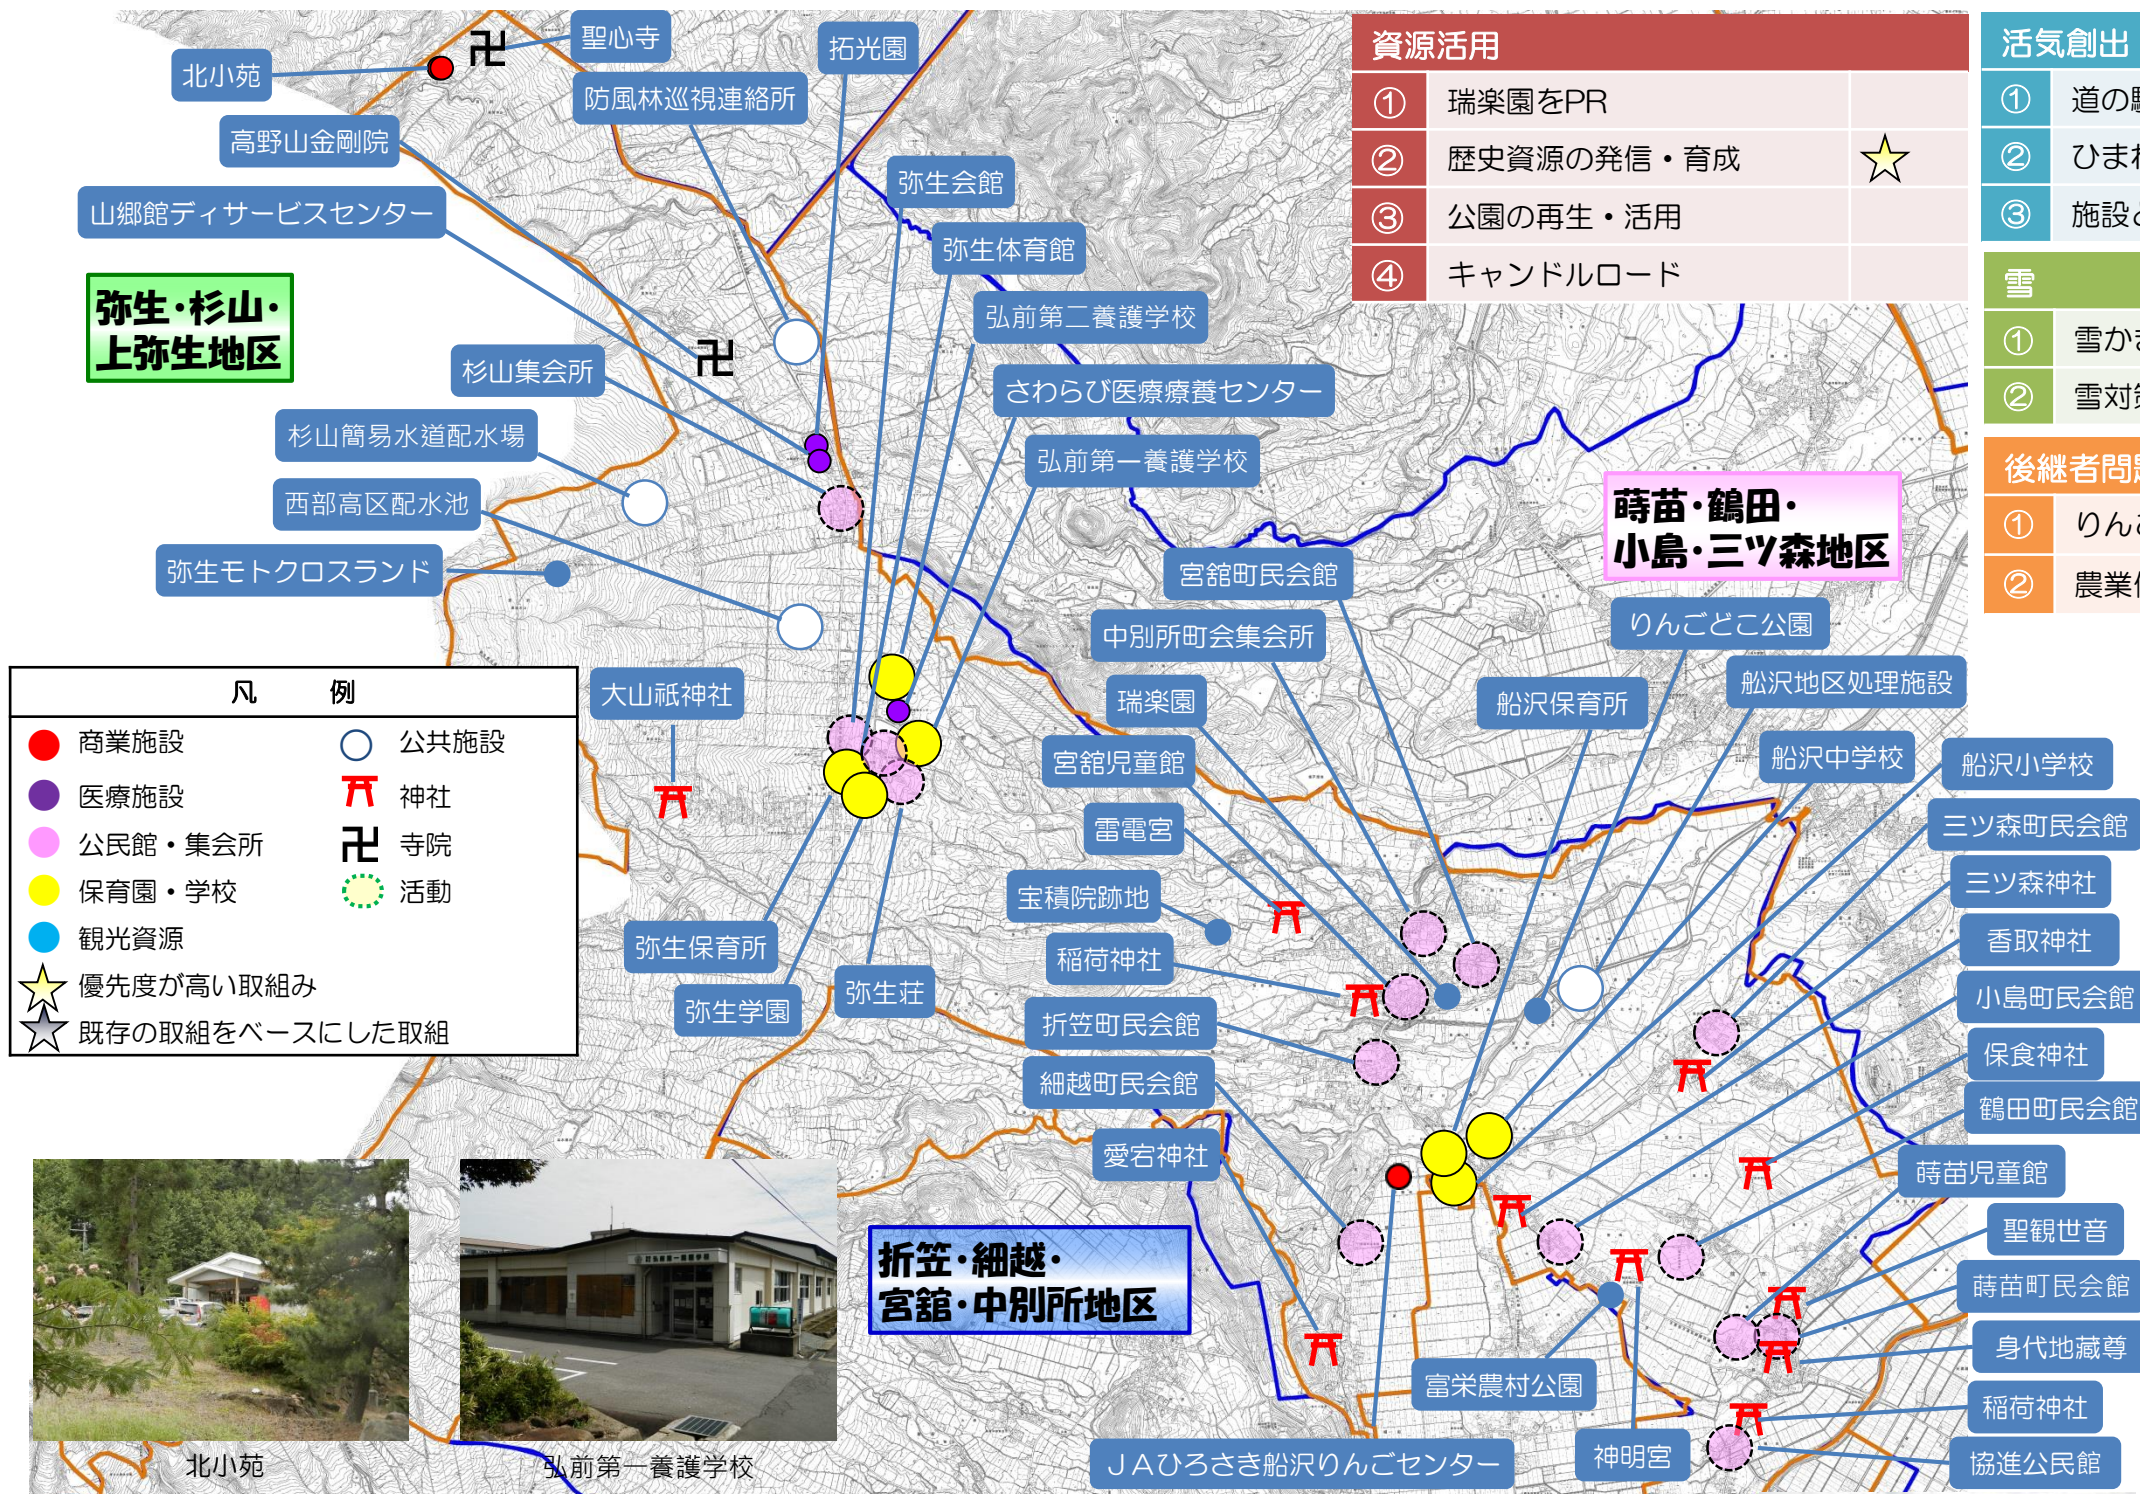 北小苑
聖心寺
拓光園
防風林巡視連絡所
高野山金剛院
山郷館ディサービスセンター
弥生会館
弥生体育館
弥生・杉山・
上弥生地区
弘前第二養護学校
杉山集会所
さわらび医療療養センター
杉山簡易水道配水場
弘前第一養護学校
西部高区配水池
弥生モトクロスランド
資源活用
① 瑞楽園をPR
② 歴史資源の発信・育成
③ 公園の再生・活用
④ キャンドルロード
活気創出
① 道の
② ひま
③ 施設
雪
① 雪か
② 雪対
後継者問
① りん
② 農業
蒔苗・鶴田・
小島・三ツ森地区
宮舘町民会館
中別所町会集会所
りんごどこ公園
瑞楽園
船沢保育所
船沢地区処理施設
宮舘児童館
船沢中学校
船沢小学校
雷電宮
三ツ森町民会館
宝積院跡地
三ツ森神社
稲荷神社
香取神社
折笠町民会館
小島町民会館
細越町民会館
保食神社
愛宕神社
鶴田町民会館
蒔苗児童館
聖観世音
蒔苗町民会館
身代地蔵尊
稲荷神社
協進公民館
大山祇神社
弥生保育所
弥生学園
弥生荘
凡 例
商業施設 公共施設
医療施設 神社
公民館・集会所 寺院
保育園・学校 活動
観光資源
優先度が高い取組み
既存の取組をベースにした取組
折笠・細越・
宮舘・中別所地区
富栄農村公園
神明宮
JAひろさき船沢りんごセンター
北小苑
弘前第一養護学校